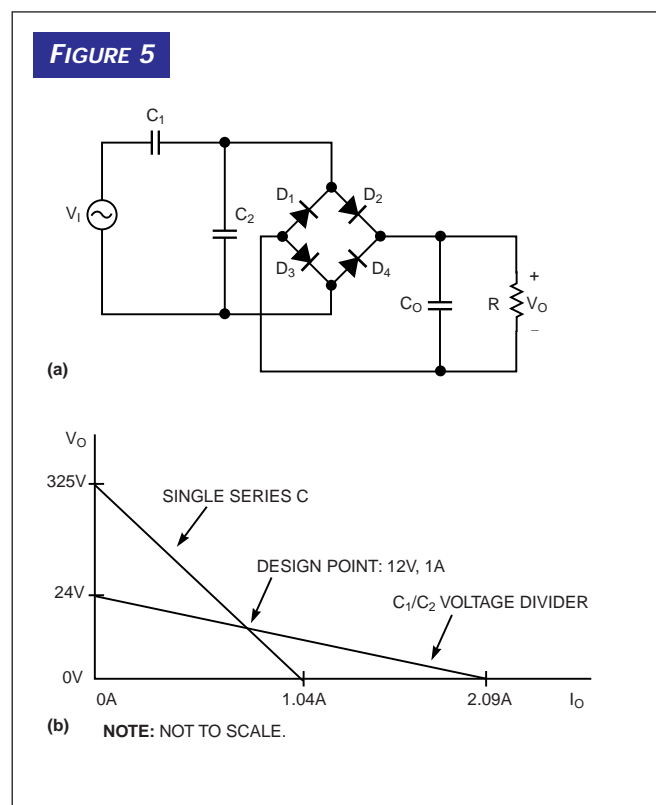 FIGURE 5
C1
VI
C2
D1 D2
D3 D4
CO
R
+
VO
–
(a)
VO
325V
SINGLE SERIES C
DESIGN POINT: 12V, 1A
24V
C1/C2 VOLTAGE DIVIDER
0V
0A 1.04A 2.09A IO
(b) NOTE: NOT TO SCALE.